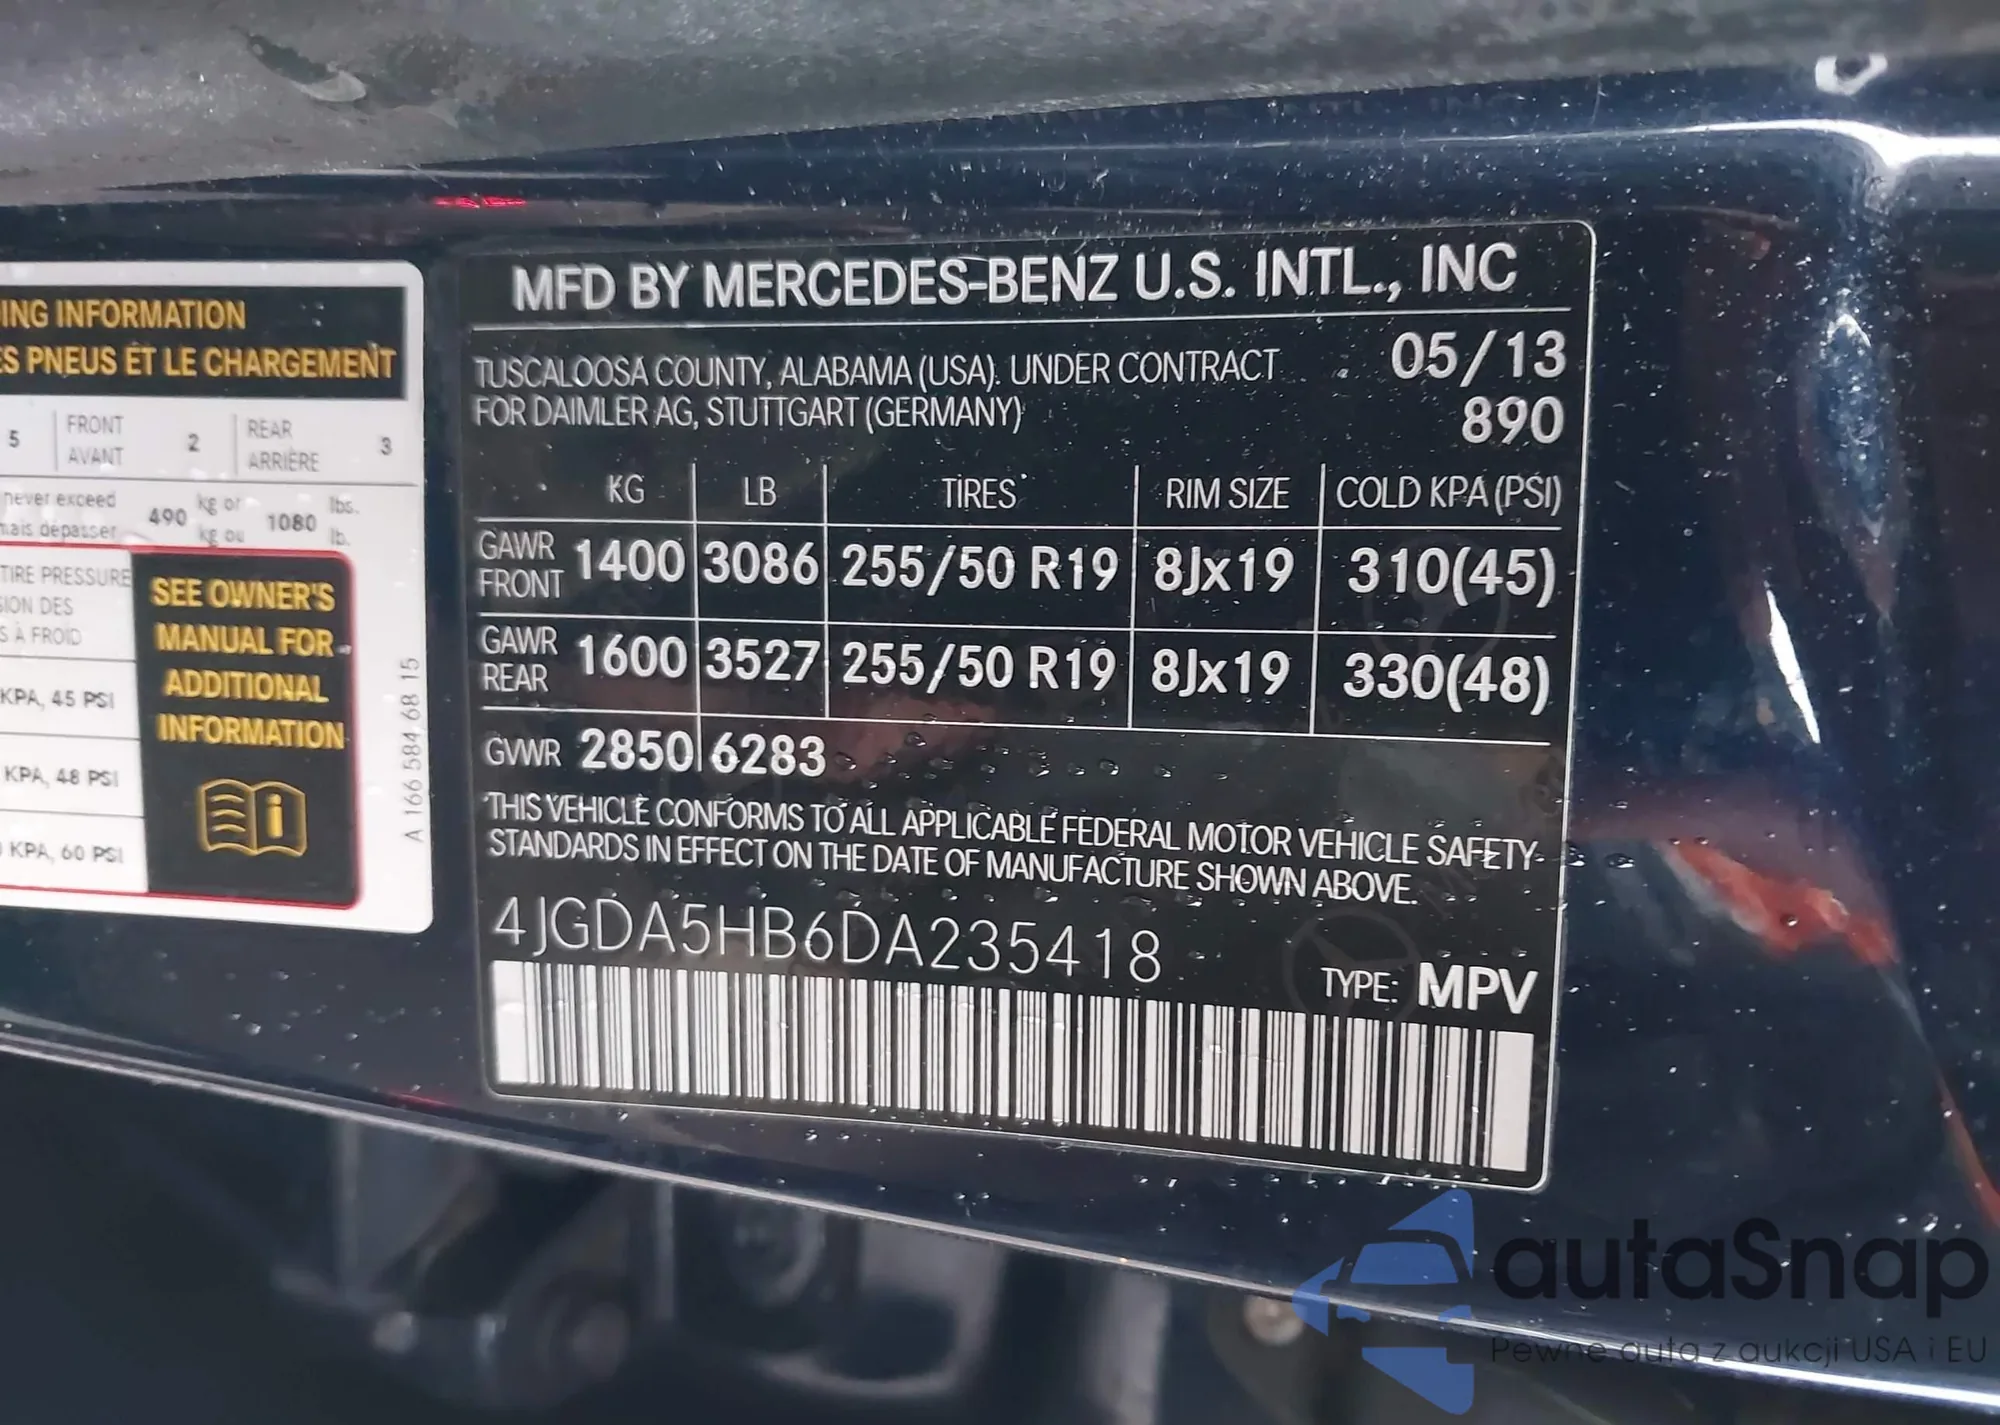 ING INFORMATION
ES PNEUS ET LE CHARGEMENT
5 FRONT AVANT 2 REAR ARRIÈRE 3
never exceed 490 kg or 1080 lbs.
mais dépasser kg ou lb.
TIRE PRESSURE
SION DES
S À FROID
KPA, 45 PSI
KPA, 48 PSI
KPA, 60 PSI
SEE OWNER'S
MANUAL FOR
ADDITIONAL
INFORMATION
A 166 584 68 15
MFD BY MERCEDES-BENZ U.S. INTL., INC
TUSCALOOSA COUNTY, ALABAMA (USA). UNDER CONTRACT 05/13
FOR DAIMLER AG, STUTTGART (GERMANY) 890
KG LB TIRES RIM SIZE COLD KPA (PSI)
GAWR FRONT 1400 3086 255/50 R19 8Jx19 310(45)
GAWR REAR 1600 3527 255/50 R19 8Jx19 330(48)
GVWR 2850 6283
THIS VEHICLE CONFORMS TO ALL APPLICABLE FEDERAL MOTOR VEHICLE SAFETY
STANDARDS IN EFFECT ON THE DATE OF MANUFACTURE SHOWN ABOVE.
4JGDA5HB6DA235418
TYPE: MPV
autaSnap
Pewne auta z aukcji USA i EU